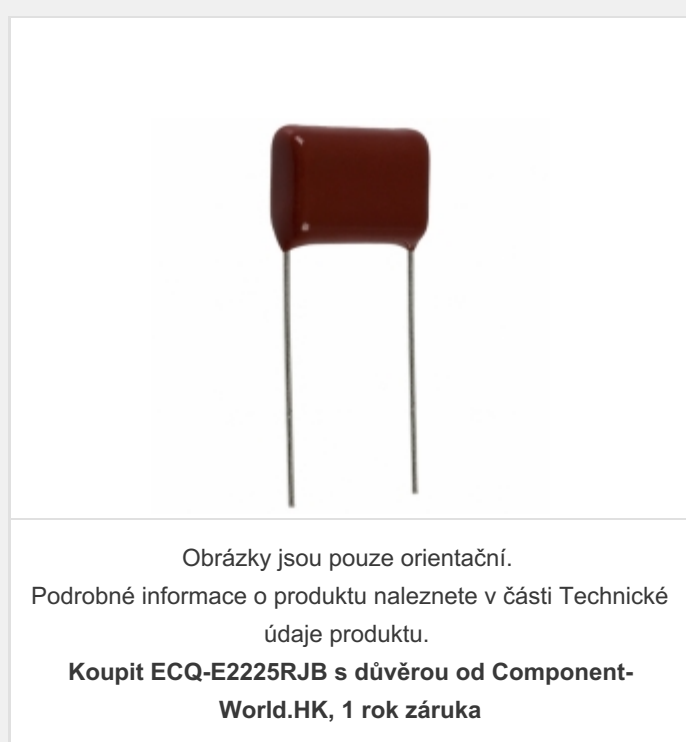 Obrázky jsou pouze orientační.
Podrobné informace o produktu naleznete v části Technické
údaje produktu.
Koupit ECQ-E2225RJB s důvěrou od Component-
World.HK, 1 rok záruka